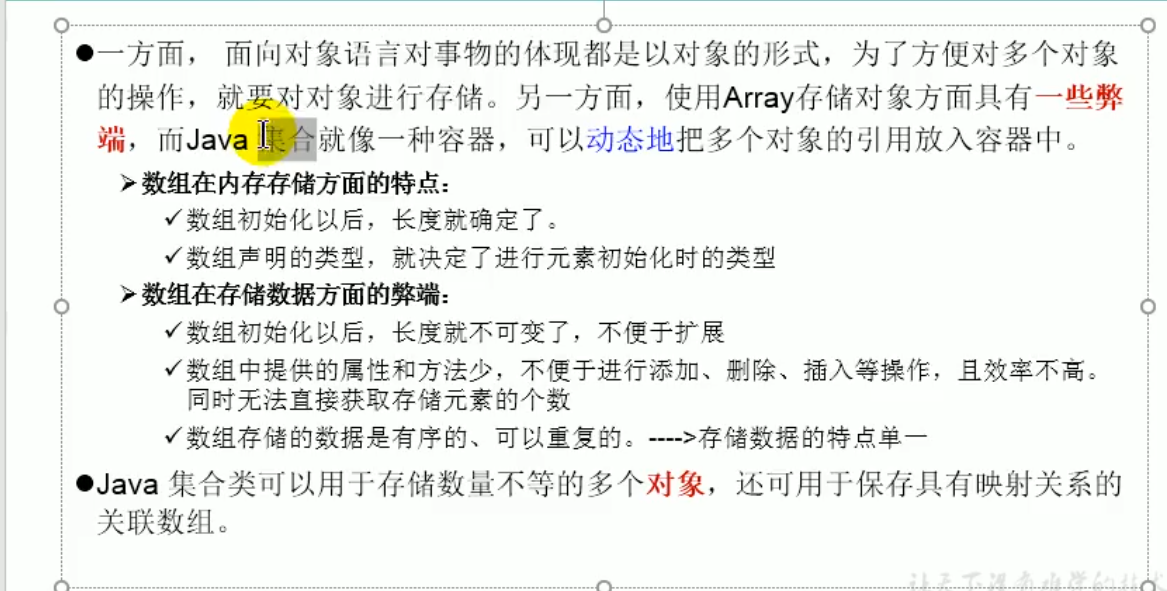 ●一方面， 面向对象语言对事物的体现都是以对象的形式，为了方便对多个对象
的操作，就要对对象进行存储。另一方面，使用Array存储对象方面具有一些弊
端，而Java 集合就像一种容器，可以动态地把多个对象的引用放入容器中。
➢数组在内存存储方面的特点：
✓数组初始化以后，长度就确定了。
✓数组声明的类型，就决定了进行元素初始化时的类型
➢数组在存储数据方面的弊端：
✓数组初始化以后，长度就不可变了，不便于扩展
✓数组中提供的属性和方法少，不便于进行添加、删除、插入等操作，且效率不高。
同时无法直接获取存储元素的个数
✓数组存储的数据是有序的、可以重复的。---->存储数据的特点单一
●Java 集合类可以用于存储数量不等的多个对象，还可用于保存具有映射关系的
关联数组。
让天下没有难学的技术